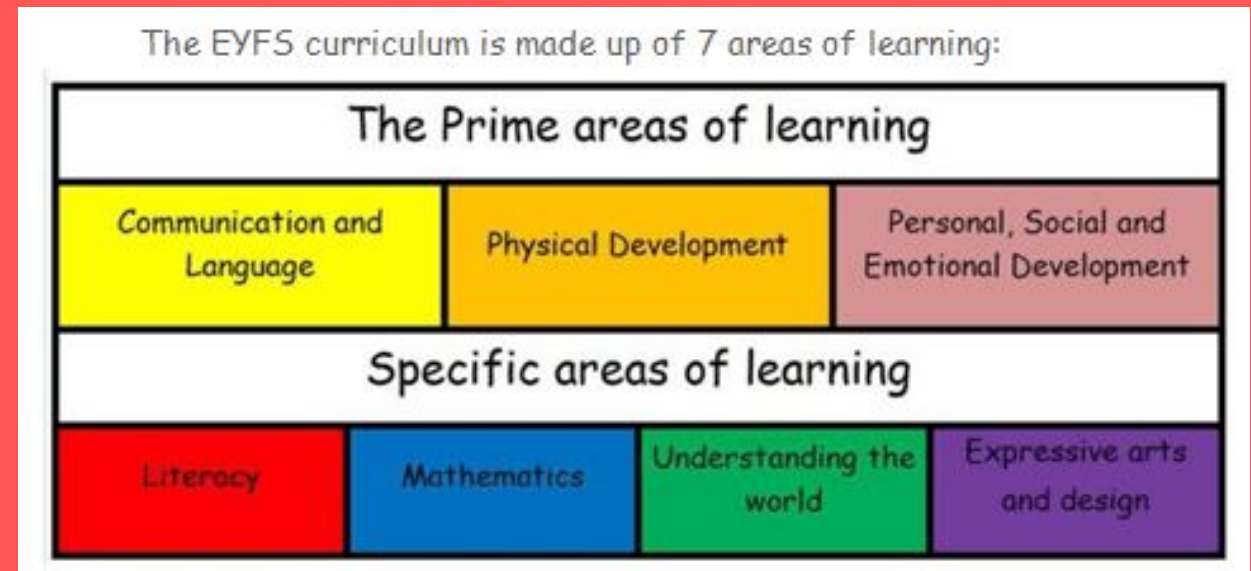 The EYFS curriculum is made up of 7 areas of learning:
The Prime areas of learning
Communication and
Language
Physical Development
Personal, Social and
Emotional Development
Specific areas of learning
Literacy
Mathematics
Understanding the
world
Expressive arts
and design